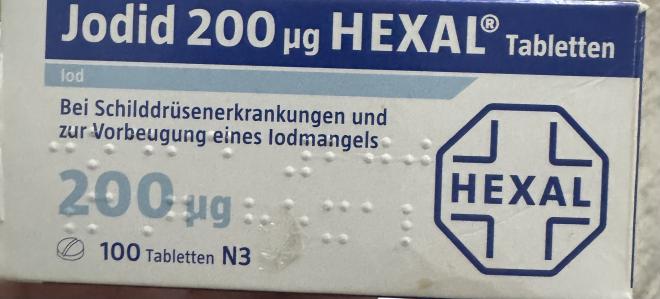 Jodid 200 µg HEXAL® Tabletten
Iod
Bei Schilddrüsenerkrankungen und
zur Vorbeugung eines Iodmangels
200 µg
HEXAL
100 Tabletten N3